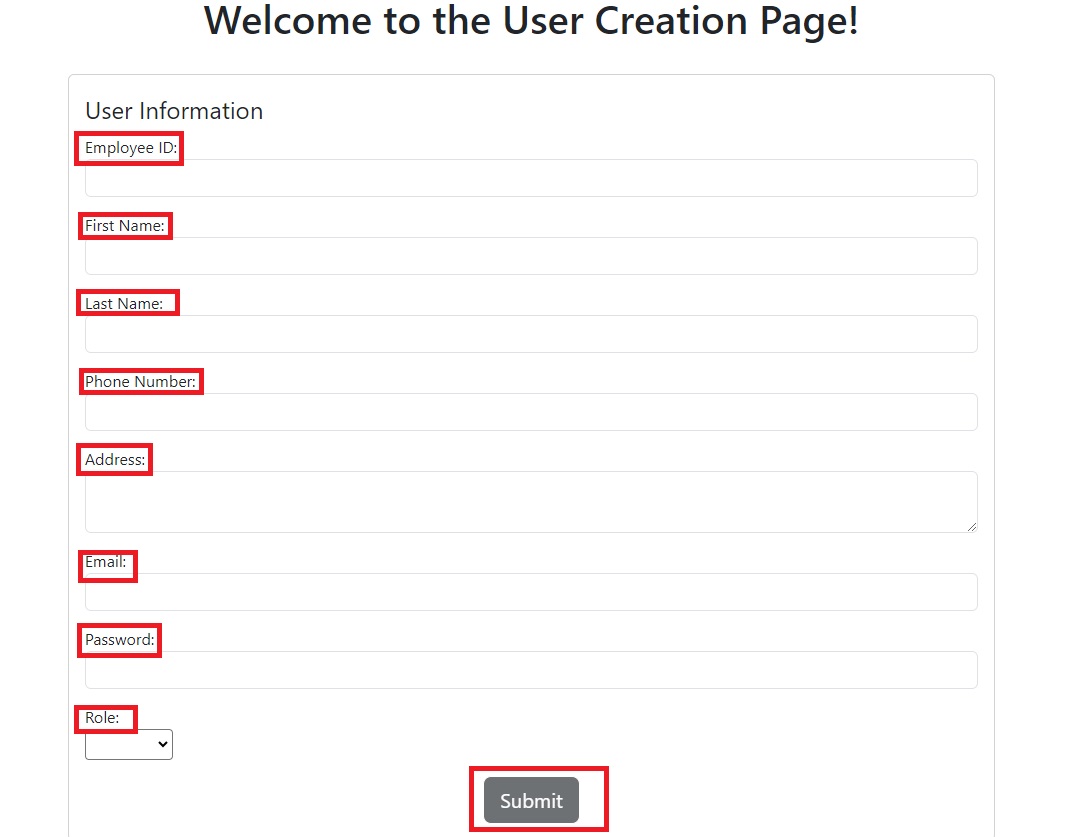 Welcome to the User Creation Page!
User Information
Employee ID:
First Name:
Last Name:
Phone Number:
Address:
Email:
Password:
Role:
Submit